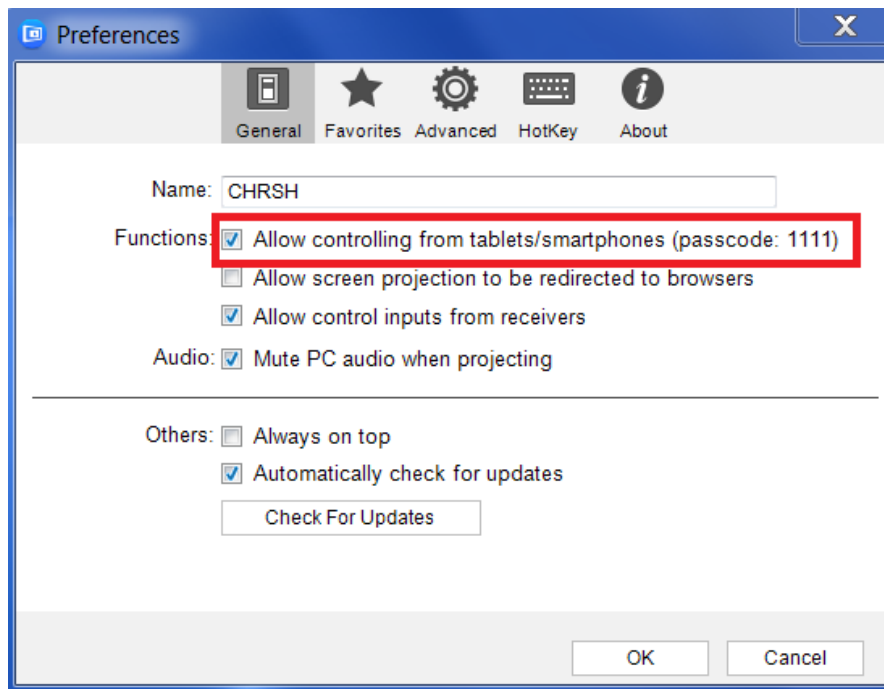 Preferences
X
General Favorites Advanced HotKey About
Name: CHRSH
Functions: Allow controlling from tablets/smartphones (passcode: 1111)
Allow screen projection to be redirected to browsers
Allow control inputs from receivers
Audio: Mute PC audio when projecting
Others: Always on top
Automatically check for updates
Check For Updates
OK Cancel